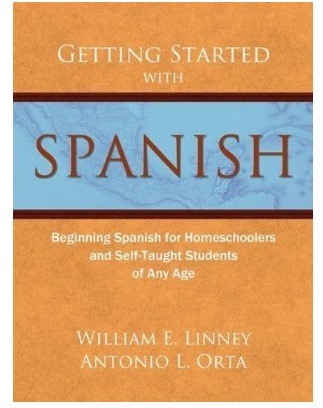 GETTING STARTED
WITH
SPANISH
Beginning Spanish for Homeschoolers
and Self-Taught Students
of Any Age
WILLIAM E. LINNEY
ANTONIO L. ORTA